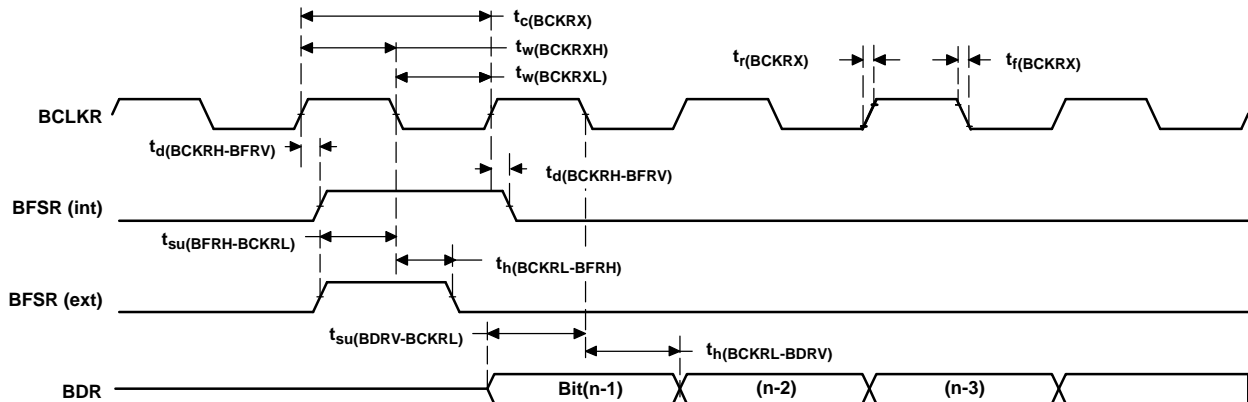 tc(BCKRX)
tw(BCKRXH)
tw(BCKRXL)
tr(BCKRX)
tf(BCKRX)
BCLKR
td(BCKRH-BFRV)
td(BCKRH-BFRV)
BFSR (int)
tsu(BFRH-BCKRL)
th(BCKRL-BFRH)
BFSR (ext)
tsu(BDRV-BCKRL)
th(BCKRL-BDRV)
BDR
Bit(n-1)
(n-2)
(n-3)